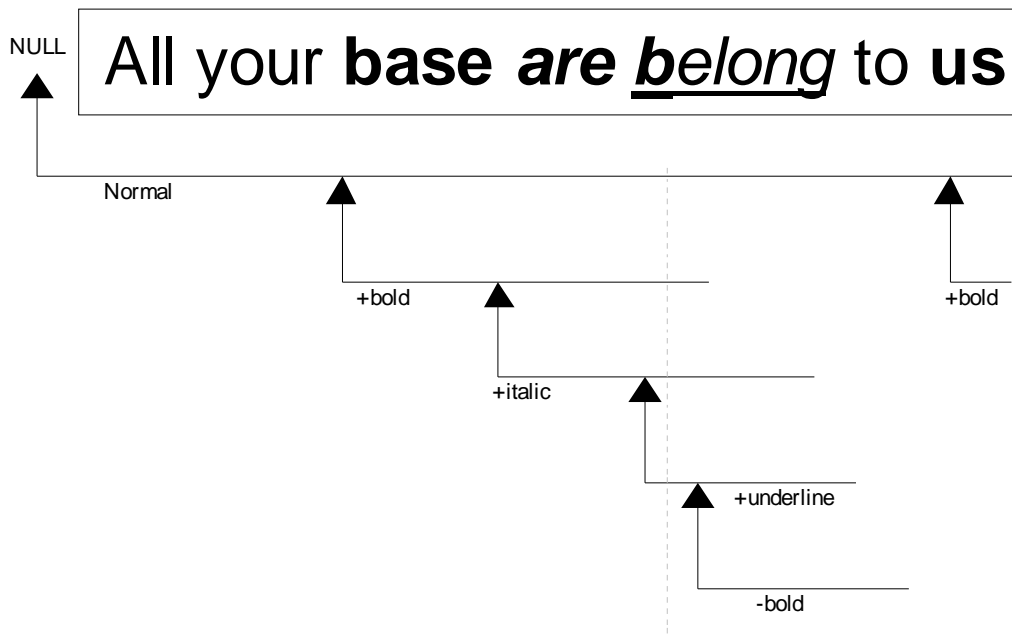 NULL
All your base are belong to us
Normal
+bold
+bold
+italic
+underline
-bold